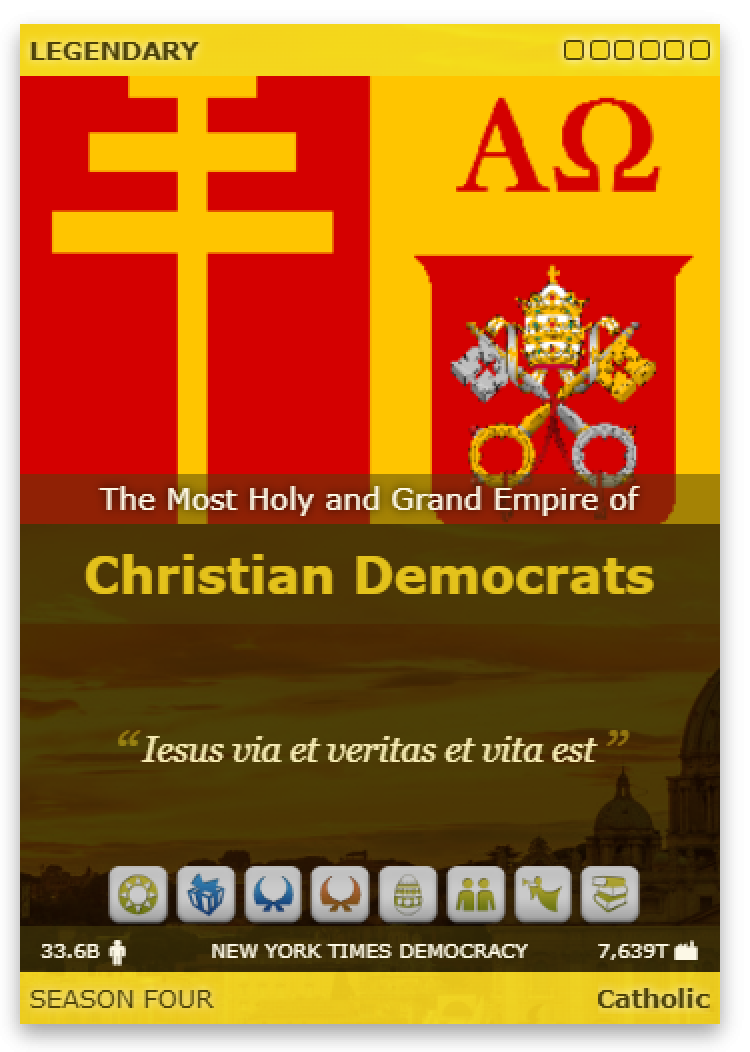 LEGENDARY
ΑΩ
The Most Holy and Grand Empire of
Christian Democrats
“Iesus via et veritas et vita est”
33.6B NEW YORK TIMES DEMOCRACY 7,639T
SEASON FOUR Catholic